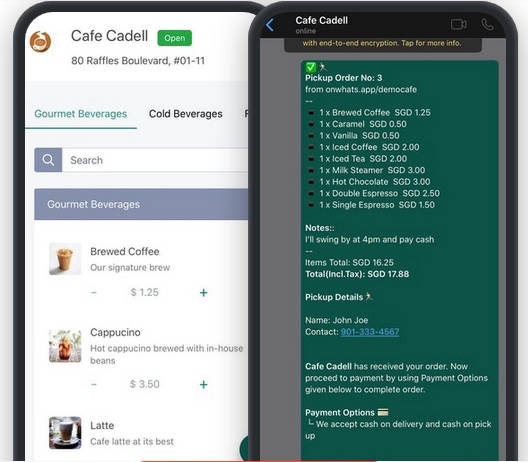 Cafe Cadell
Open
80 Raffles Boulevard, #01-11
Gourmet Beverages
Cold Beverages
F
Search
Gourmet Beverages
Brewed Coffee
Our signature brew
- $ 1.25 +
Cappucino
Hot cappucino brewed with in-house
beans
- $ 3.50 +
Latte
Cafe latte at its best
Cafe Cadell
online
with end-to-end encryption. Tap for more info.
Pickup Order No: 3
from onwhats.app/democafe
--
1 x Brewed Coffee SGD 1.25
1 x Caramel SGD 0.50
1 x Vanilla SGD 0.50
1 x Iced Coffee SGD 2.00
1 x Iced Tea SGD 2.00
1 x Milk Steamer SGD 3.00
1 x Hot Chocolate SGD 3.00
1 x Double Espresso SGD 2.50
1 x Single Espresso SGD 1.50
Notes::
I'll swing by at 4pm and pay cash
--
Items Total: SGD 16.25
Total(Incl.Tax): SGD 17.88
Pickup Details
Name: John Joe
Contact: 901-333-4567
Cafe Cadell has received your order. Now
proceed to payment by using Payment Options
given below to complete order.
Payment Options
└ We accept cash on delivery and cash on pick
up